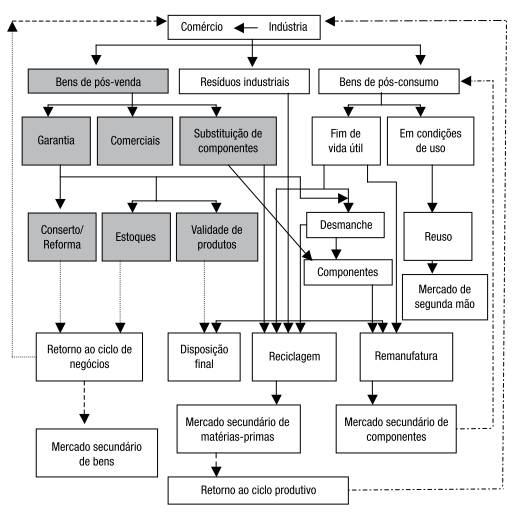 Comércio
Indústria
Bens de pós-venda
Resíduos industriais
Bens de pós-consumo
Garantia
Comerciais
Substituição de
componentes
Fim de
vida útil
Em condições
de uso
Conserto/
Reforma
Estoques
Validade de
produtos
Desmanche
Reuso
Componentes
Mercado de
segunda mão
Retorno ao ciclo de
negócios
Disposição
final
Reciclagem
Remanufatura
Mercado secundário
de bens
Mercado secundário de
matérias-primas
Mercado secundário de
componentes
Retorno ao ciclo produtivo